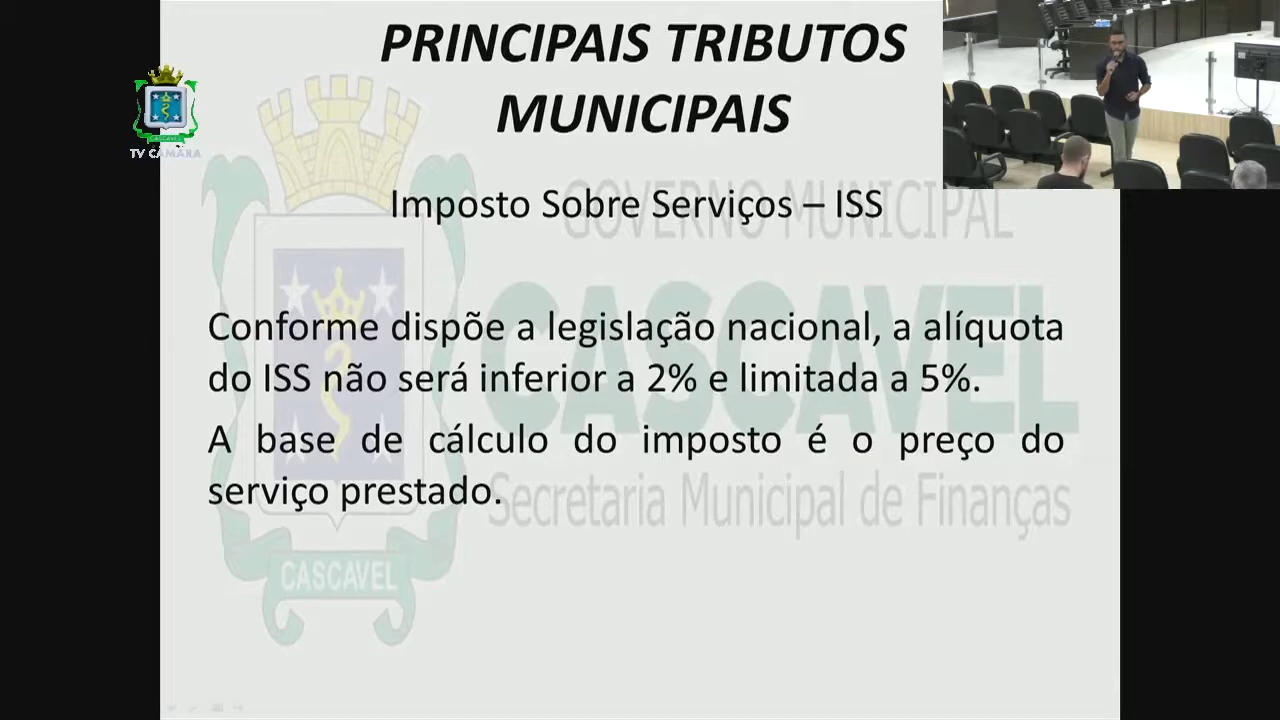 PRINCIPAIS TRIBUTOS
MUNICIPAIS
TV CÂMARA
Imposto Sobre Serviços – ISS
GOVERNO MUNICIPAL
CASCAVEL
Conforme dispõe a legislação nacional, a alíquota
do ISS não será inferior a 2% e limitada a 5%.
A base de cálculo do imposto é o preço do
serviço prestado.
Secretaria Municipal de Finanças
CASCAVEL